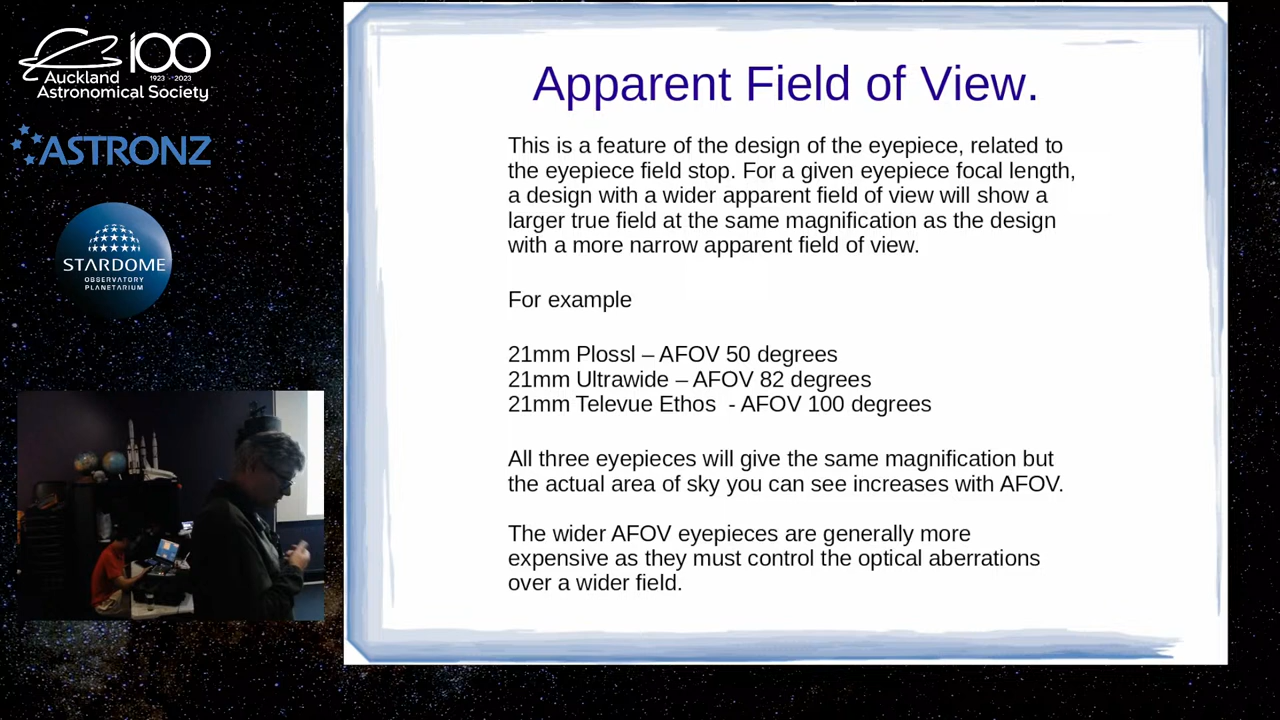 100
Auckland 1923 - 2023
Astronomical Society
ASTRONZ
STARDOME
OBSERVATORY
PLANETARIUM
Apparent Field of View.
This is a feature of the design of the eyepiece, related to
the eyepiece field stop. For a given eyepiece focal length,
a design with a wider apparent field of view will show a
larger true field at the same magnification as the design
with a more narrow apparent field of view.
For example
21mm Plossl – AFOV 50 degrees
21mm Ultrawide – AFOV 82 degrees
21mm Televue Ethos  - AFOV 100 degrees
All three eyepieces will give the same magnification but
the actual area of sky you can see increases with AFOV.
The wider AFOV eyepieces are generally more
expensive as they must control the optical aberrations
over a wider field.